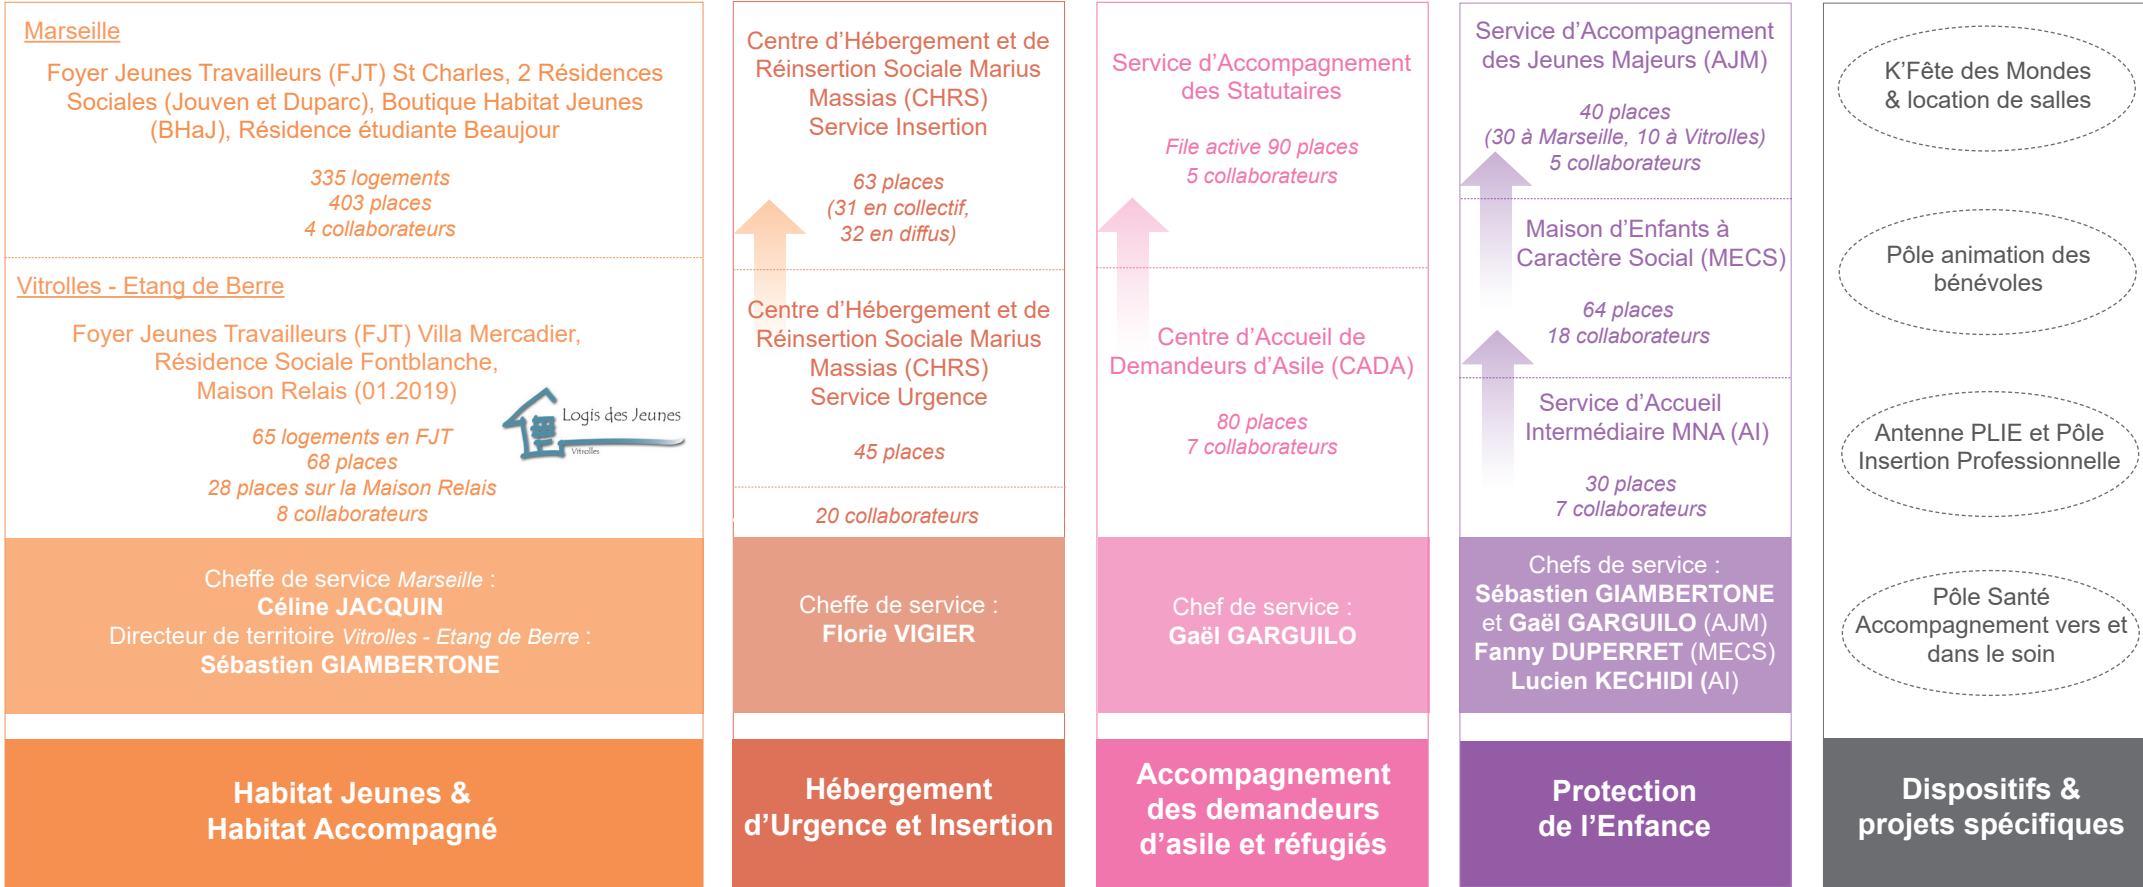 Marseille
Foyer Jeunes Travailleurs (FJT) St Charles, 2 Résidences
Sociales (Jouven et Duparc), Boutique Habitat Jeunes
(BHaJ), Résidence étudiante Beaujour
335 logements
403 places
4 collaborateurs
Vitrolles - Etang de Berre
Foyer Jeunes Travailleurs (FJT) Villa Mercadier,
Résidence Sociale Fontblanche,
Maison Relais (01.2019)
65 logements en FJT
68 places
28 places sur la Maison Relais
8 collaborateurs
Logis des Jeunes
Vitrolles
Cheffe de service Marseille :
Céline JACQUIN
Directeur de territoire Vitrolles - Etang de Berre :
Sébastien GIAMBERTONE
Habitat Jeunes &
Habitat Accompagné
Centre d'Hébergement et de
Réinsertion Sociale Marius
Massias (CHRS)
Service Insertion
63 places
(31 en collectif,
32 en diffus)
Centre d'Hébergement et de
Réinsertion Sociale Marius
Massias (CHRS)
Service Urgence
45 places
20 collaborateurs
Cheffe de service :
Florie VIGIER
Hébergement
d'Urgence et Insertion
Service d'Accompagnement
des Statutaires
File active 90 places
5 collaborateurs
Centre d'Accueil de
Demandeurs d'Asile (CADA)
80 places
7 collaborateurs
Chef de service :
Gaël GARGUILO
Accompagnement
des demandeurs
d'asile et réfugiés
Service d'Accompagnement
des Jeunes Majeurs (AJM)
40 places
(30 à Marseille, 10 à Vitrolles)
5 collaborateurs
Maison d'Enfants à
Caractère Social (MECS)
64 places
18 collaborateurs
Service d'Accueil
Intermédiaire MNA (AI)
30 places
7 collaborateurs
Chefs de service :
Sébastien GIAMBERTONE
et Gaël GARGUILO (AJM)
Fanny DUPERRET (MECS)
Lucien KECHIDI (AI)
Protection
de l'Enfance
K'Fête des Mondes
& location de salles
Pôle animation des
bénévoles
Antenne PLIE et Pôle
Insertion Professionnelle
Pôle Santé
Accompagnement vers et
dans le soin
Dispositifs &
projets spécifiques